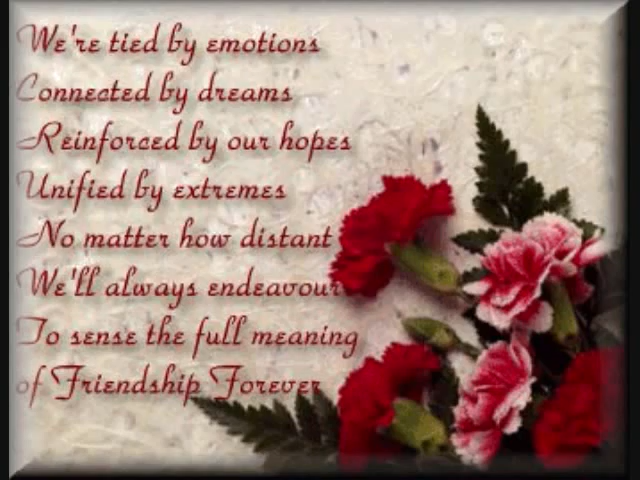 We're tied by emotions
Connected by dreams
Reinforced by our hopes
Unified by extremes
No matter how distant
We'll always endeavour
To sense the full meaning
of Friendship Forever